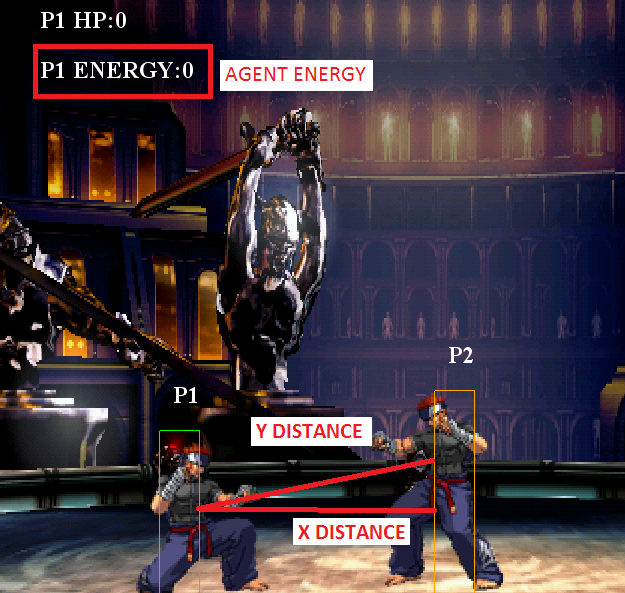 P1 HP:0
P1 ENERGY:0
AGENT ENERGY
P2
P1
Y DISTANCE
X DISTANCE